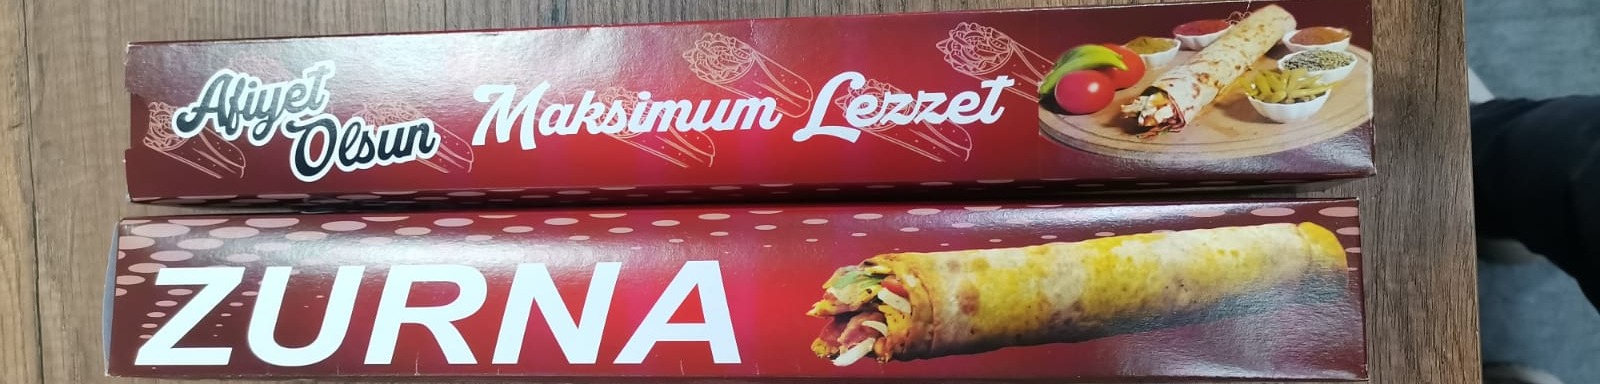 Afiyet
Olsun
Maksimum Lezzet
ZURNA